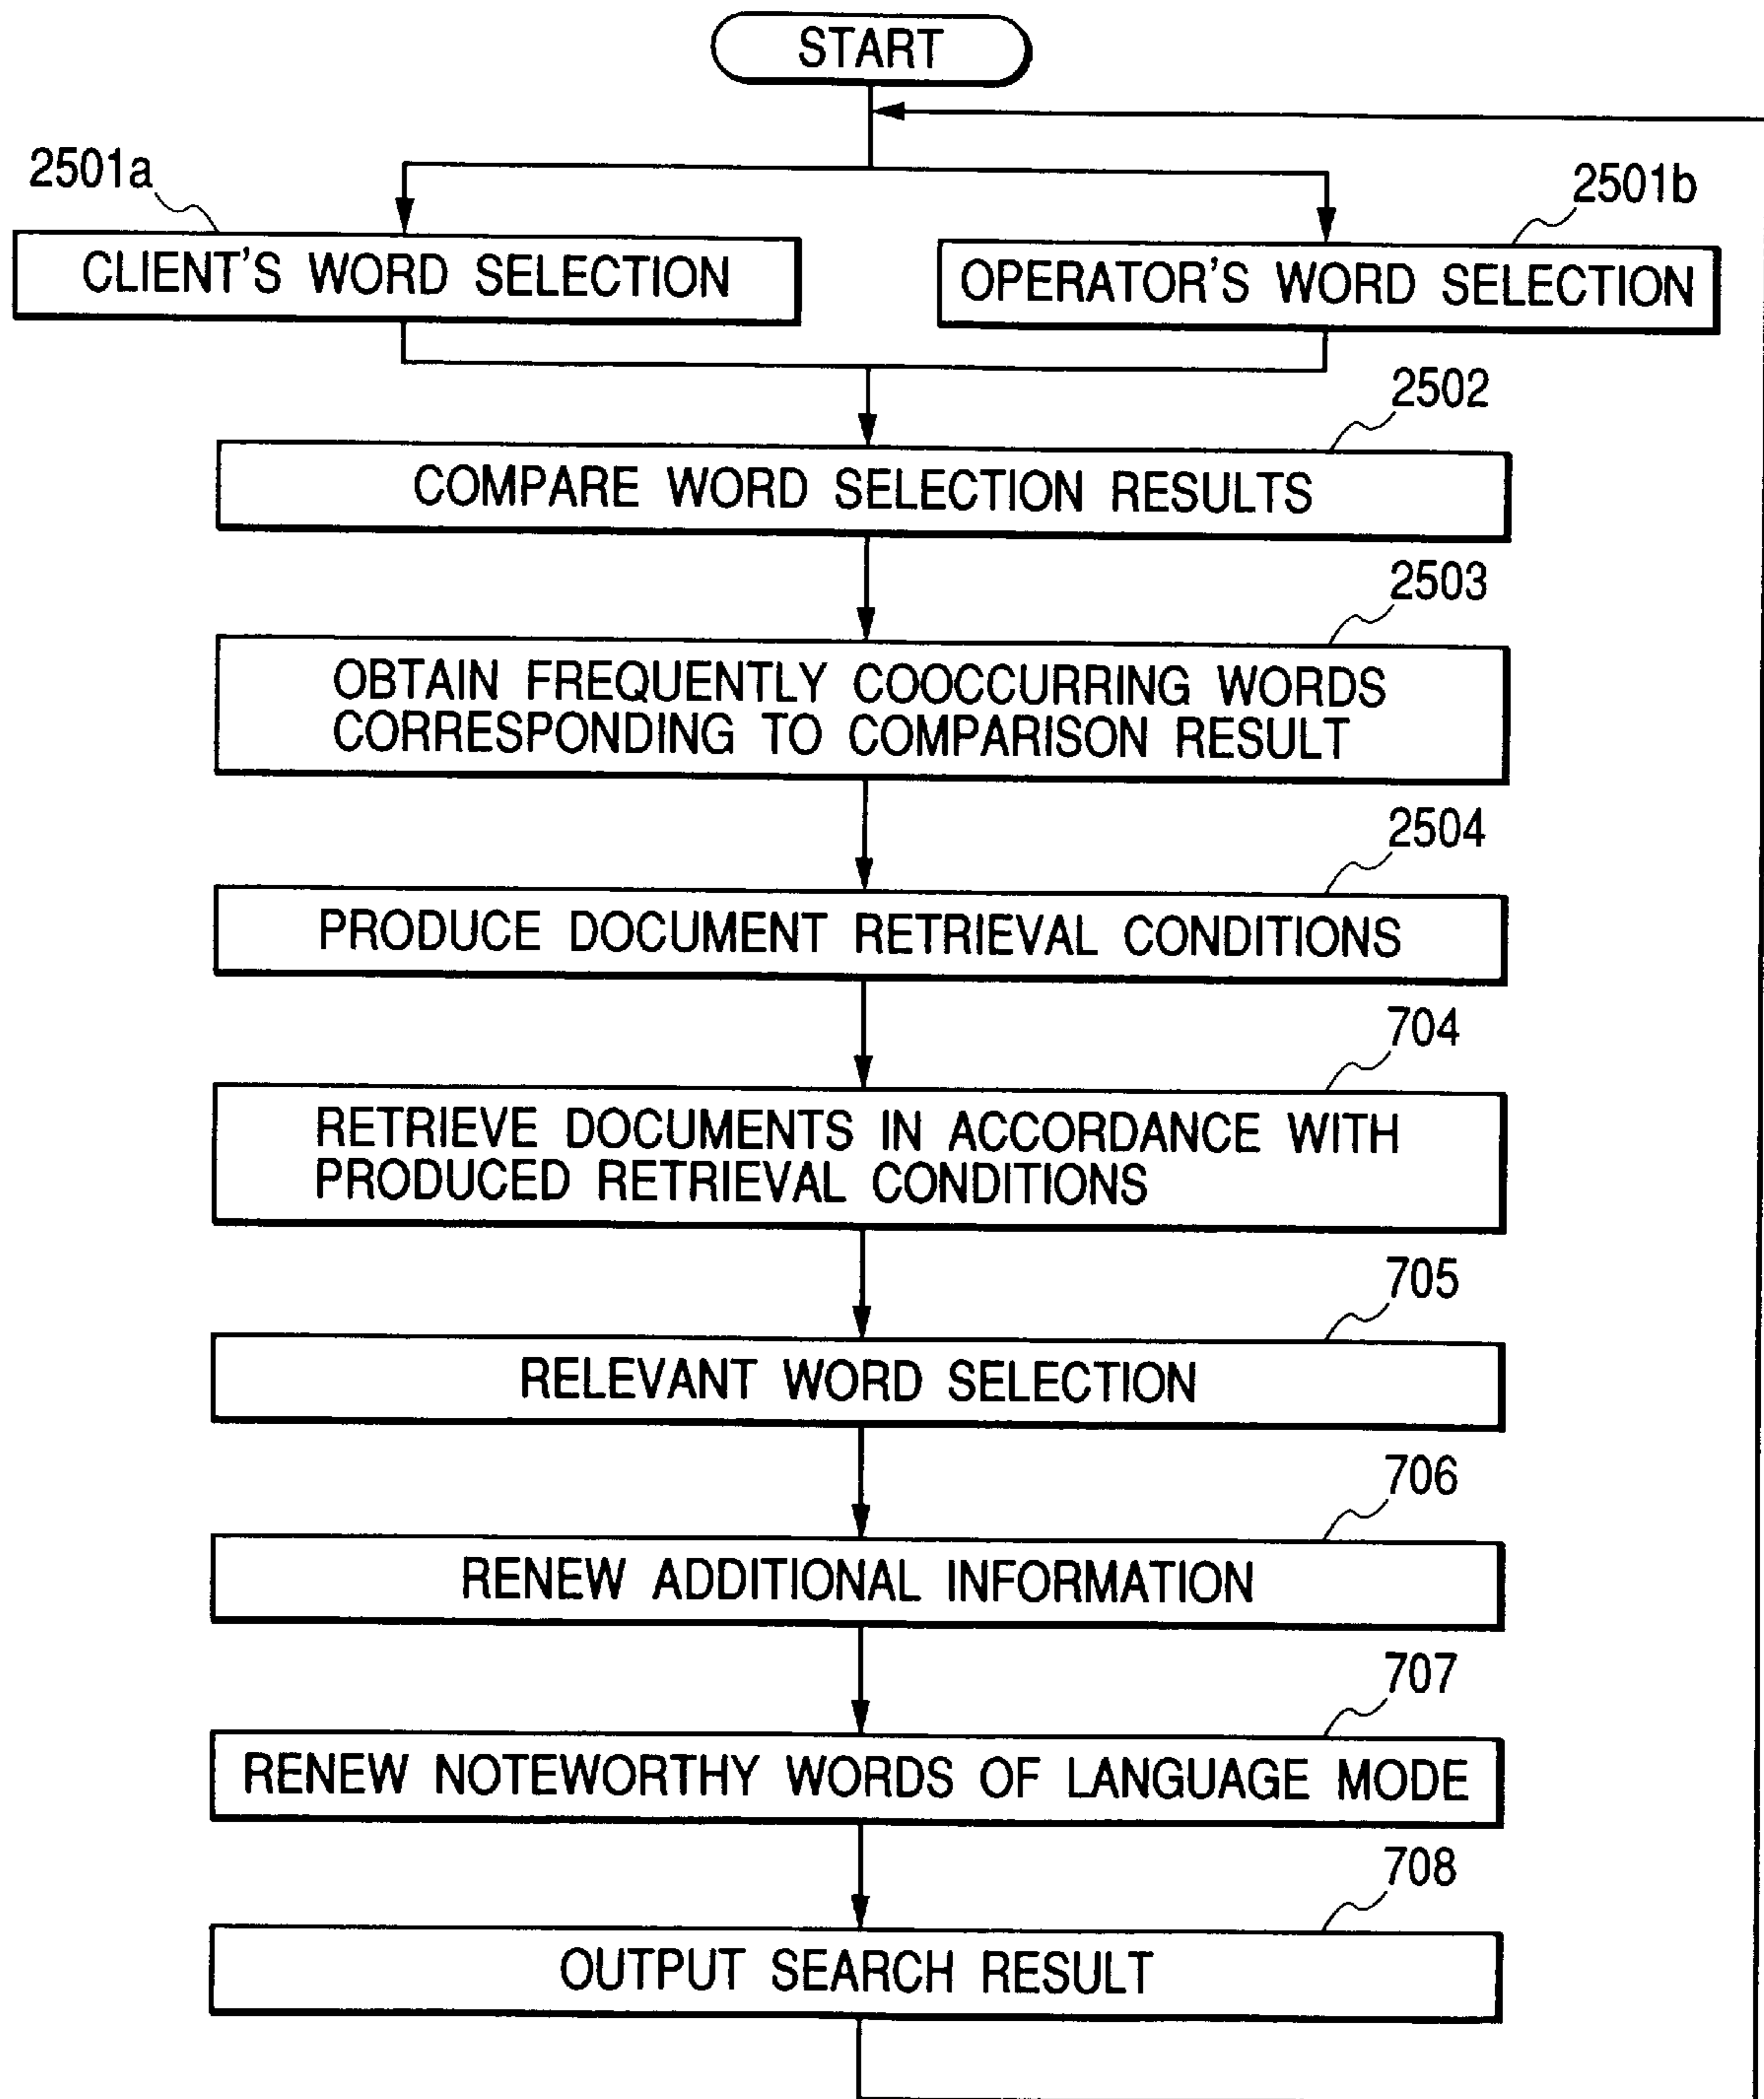 START
2501a
2501b
CLIENT'S WORD SELECTION
OPERATOR'S WORD SELECTION
2502
COMPARE WORD SELECTION RESULTS
2503
OBTAIN FREQUENTLY COOCCURRING WORDS
CORRESPONDING TO COMPARISON RESULT
2504
PRODUCE DOCUMENT RETRIEVAL CONDITIONS
704
RETRIEVE DOCUMENTS IN ACCORDANCE WITH
PRODUCED RETRIEVAL CONDITIONS
705
RELEVANT WORD SELECTION
706
RENEW ADDITIONAL INFORMATION
707
RENEW NOTEWORTHY WORDS OF LANGUAGE MODE
708
OUTPUT SEARCH RESULT